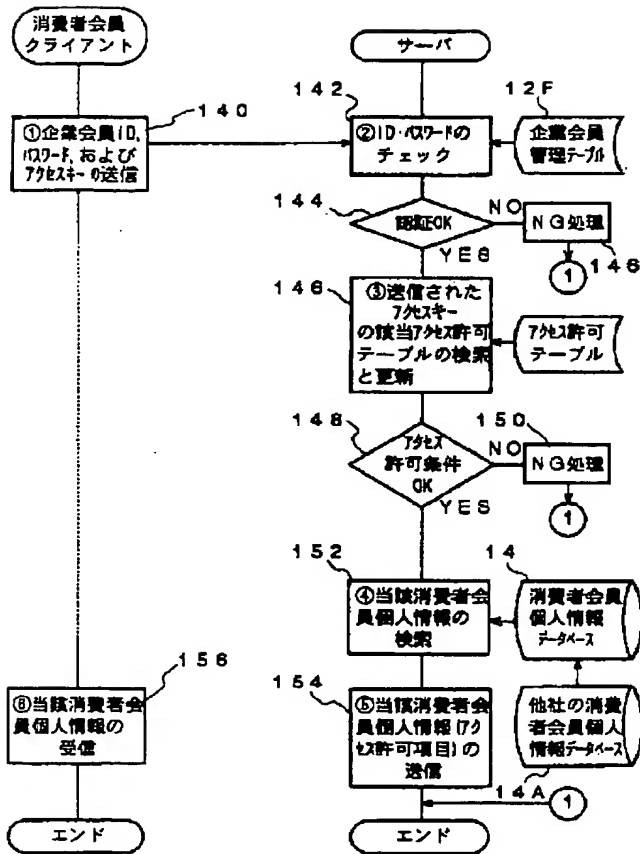 消費者会員
クライアント
サーバ
140
142
12F
①企業会員ID、
パスワード、および
アクセスキーの送信
②ID・パスワードの
チェック
企業会員
管理テーブル
144
認証OK
NO
NG処理
YES
146
1
146
③送信された
アクセスキー
の該当アクセス許可
テーブルの検索
と更新
アクセス許可
テーブル
148
150
アクセス
許可条件
OK
NO
NG処理
YES
1
152
14
④当該消費者会
員個人情報の
検索
消費者会員
個人情報
データベース
156
154
⑥当該消費者会
員個人情報の
受信
⑤当該消費者会
員個人情報(アク
セス許可項目)の
送信
他社の消費
者会員個人
情報データベース
14A
1
エンド
エンド